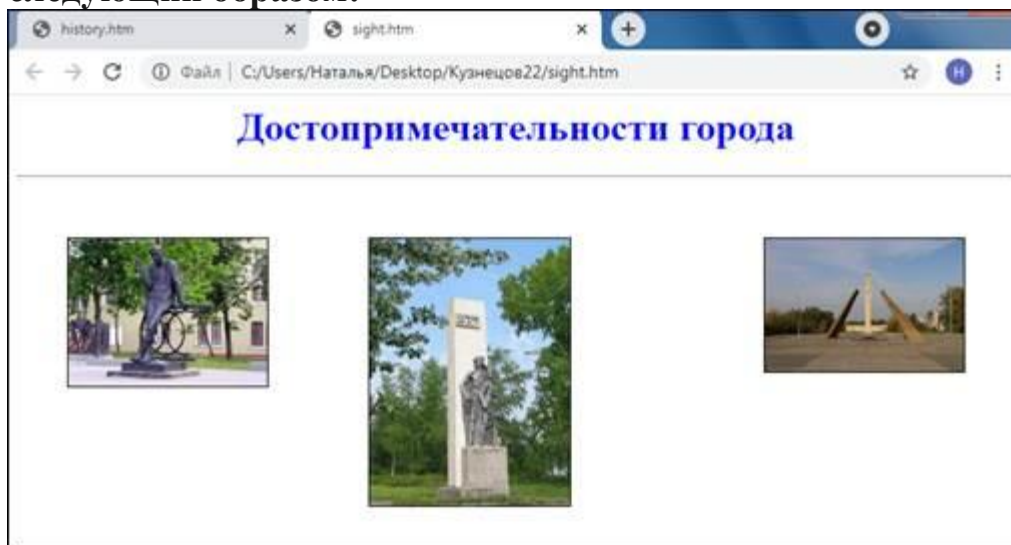 следующим образом:
history.htm × sight.htm × +
Файл | C:/Users/Наталья/Desktop/Кузнецов22/sight.htm Н
Достопримечательности города